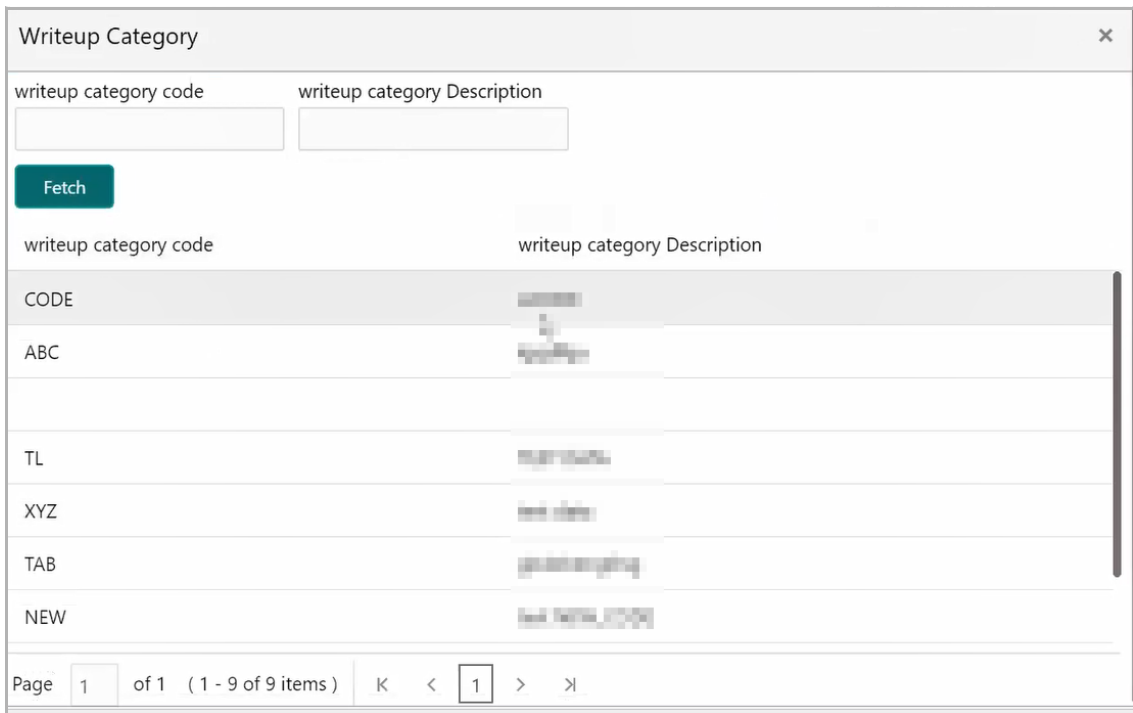 Writeup Category ×
writeup category code writeup category Description
Fetch
writeup category code writeup category Description
CODE
ABC
TL
XYZ
TAB
NEW
Page 1 of 1 ( 1 - 9 of 9 items ) 1